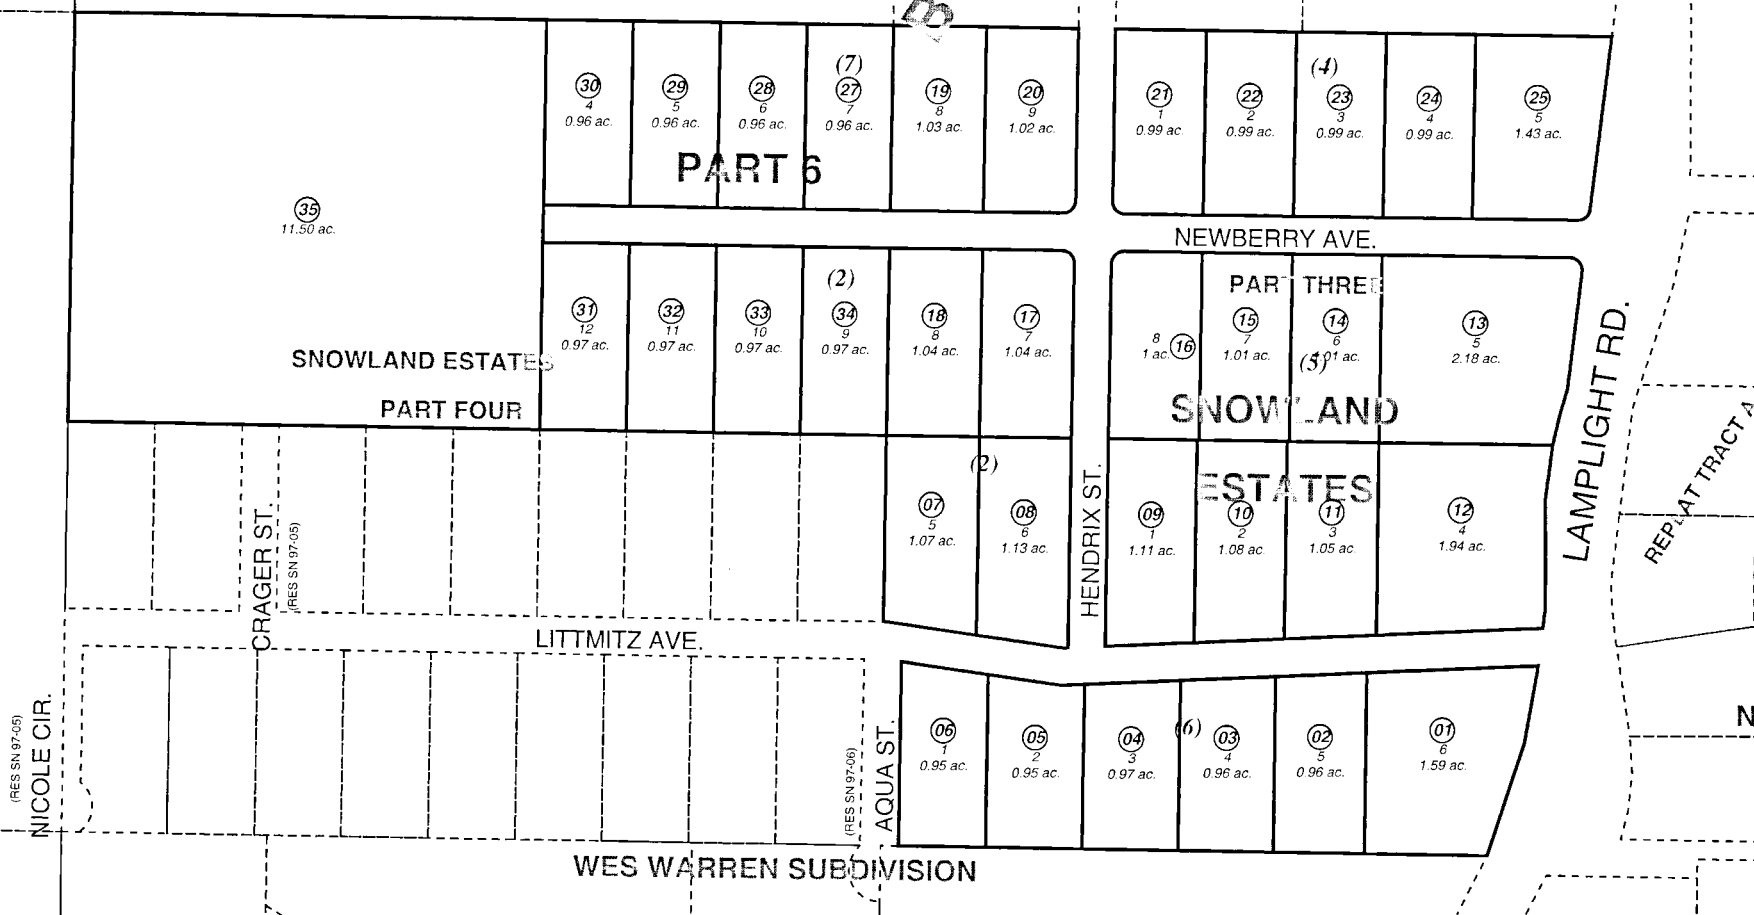 B
(7)
(4)
30
4
0.96 ac.
29
5
0.96 ac.
28
6
0.96 ac.
27
7
0.96 ac.
19
8
1.03 ac.
20
9
1.02 ac.
21
1
0.99 ac.
22
2
0.99 ac.
23
3
0.99 ac.
24
4
0.99 ac.
25
5
1.43 ac.
PART 6
35
11.50 ac.
NEWBERRY AVE.
(2)
PART THREE
31
12
0.97 ac.
32
11
0.97 ac.
33
10
0.97 ac.
34
9
0.97 ac.
18
8
1.04 ac.
17
7
1.04 ac.
8
1 ac.
16
15
7
1.01 ac.
14
6
1.01 ac.
(5)
13
5
2.18 ac.
SNOWLAND ESTATES
PART FOUR
SNOWLAND
ESTATES
LAMPLIGHT RD.
REPLAT TRACT A
(2)
07
5
1.07 ac.
08
6
1.13 ac.
HENDRIX ST.
09
1
1.11 ac.
10
2
1.08 ac.
11
3
1.05 ac.
12
4
1.94 ac.
CRAGER ST.
(RES SN 97-05)
LITTMITZ AVE.
(RES SN 97-05)
NICOLE CIR.
(RES SN 97-06)
AQUA ST.
06
1
0.95 ac.
05
2
0.95 ac.
04
3
0.97 ac.
(6)
03
4
0.96 ac.
02
5
0.96 ac.
01
6
1.59 ac.
N
WES WARREN SUBDIVISION